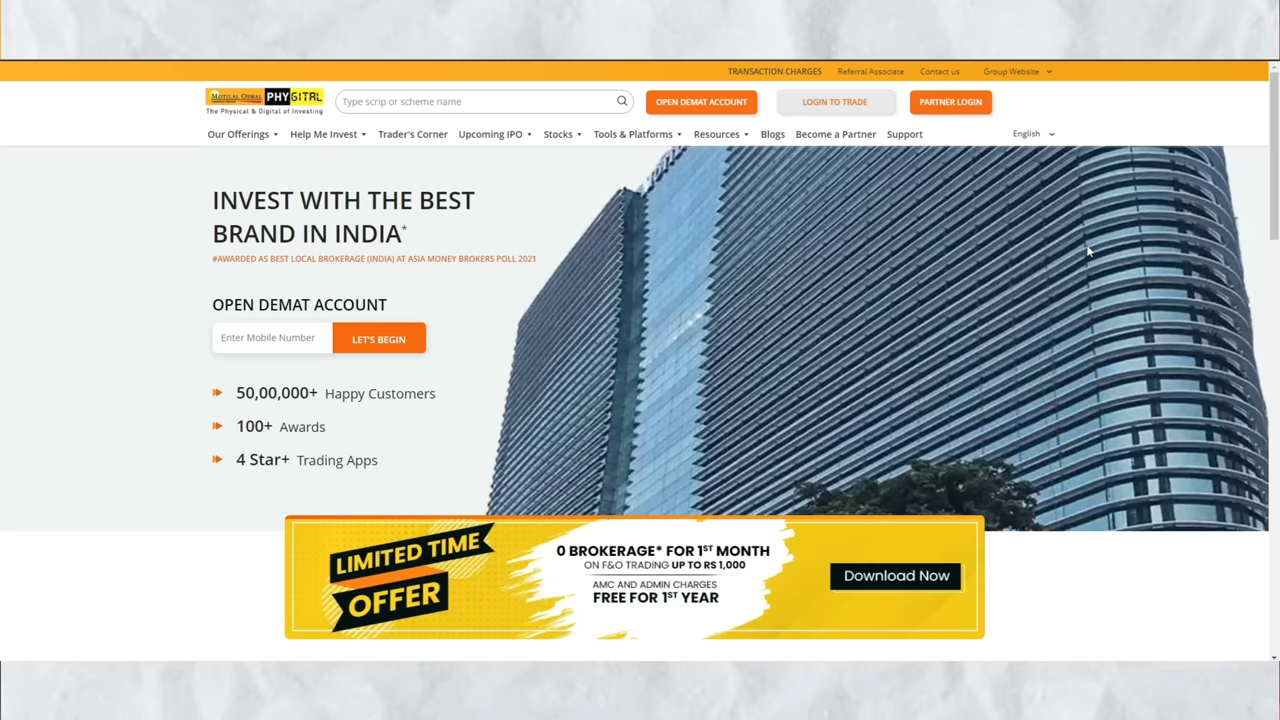 TRANSACTION CHARGES Referral Associate Contact us Group Website
MOTILAL OSWAL PHYGITAL
The Physical & Digital of Investing
Type scrip or scheme name
OPEN DEMAT ACCOUNT
LOGIN TO TRADE
PARTNER LOGIN
Our Offerings Help Me Invest Trader's Corner Upcoming IPO Stocks Tools & Platforms Resources Blogs Become a Partner Support English
INVEST WITH THE BEST
BRAND IN INDIA*
#AWARDED AS BEST LOCAL BROKERAGE (INDIA) AT ASIA MONEY BROKERS POLL 2021
OPEN DEMAT ACCOUNT
Enter Mobile Number LET'S BEGIN
50,00,000+ Happy Customers
100+ Awards
4 Star+ Trading Apps
LIMITED TIME
OFFER
0 BROKERAGE* FOR 1ST MONTH
ON F&O TRADING UP TO RS 1,000
AMC AND ADMIN CHARGES
FREE FOR 1ST YEAR
Download Now